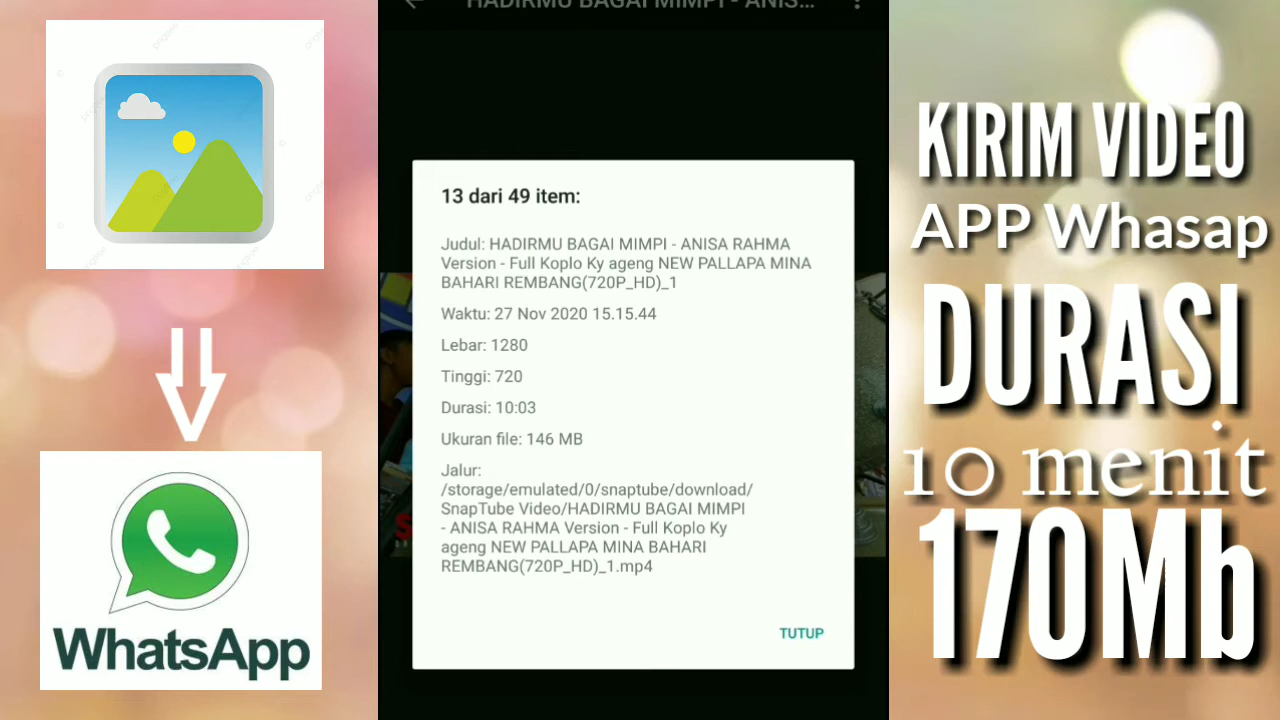 HADIRMU BAGAI MIMPI - ANIS...
13 dari 49 item:
Judul: HADIRMU BAGAI MIMPI - ANISA RAHMA
Version - Full Koplo Ky ageng NEW PALLAPA MINA
BAHARI REMBANG(720P_HD)_1
Waktu: 27 Nov 2020 15.15.44
Lebar: 1280
Tinggi: 720
Durasi: 10:03
Ukuran file: 146 MB
Jalur:
/storage/emulated/0/snaptube/download/
SnapTube Video/HADIRMU BAGAI MIMPI
- ANISA RAHMA Version - Full Koplo Ky
ageng NEW PALLAPA MINA BAHARI
REMBANG(720P_HD)_1.mp4
TUTUP
WhatsApp
KIRIM VIDEO
APP Whasap
DURASI
10 menit
170Mb